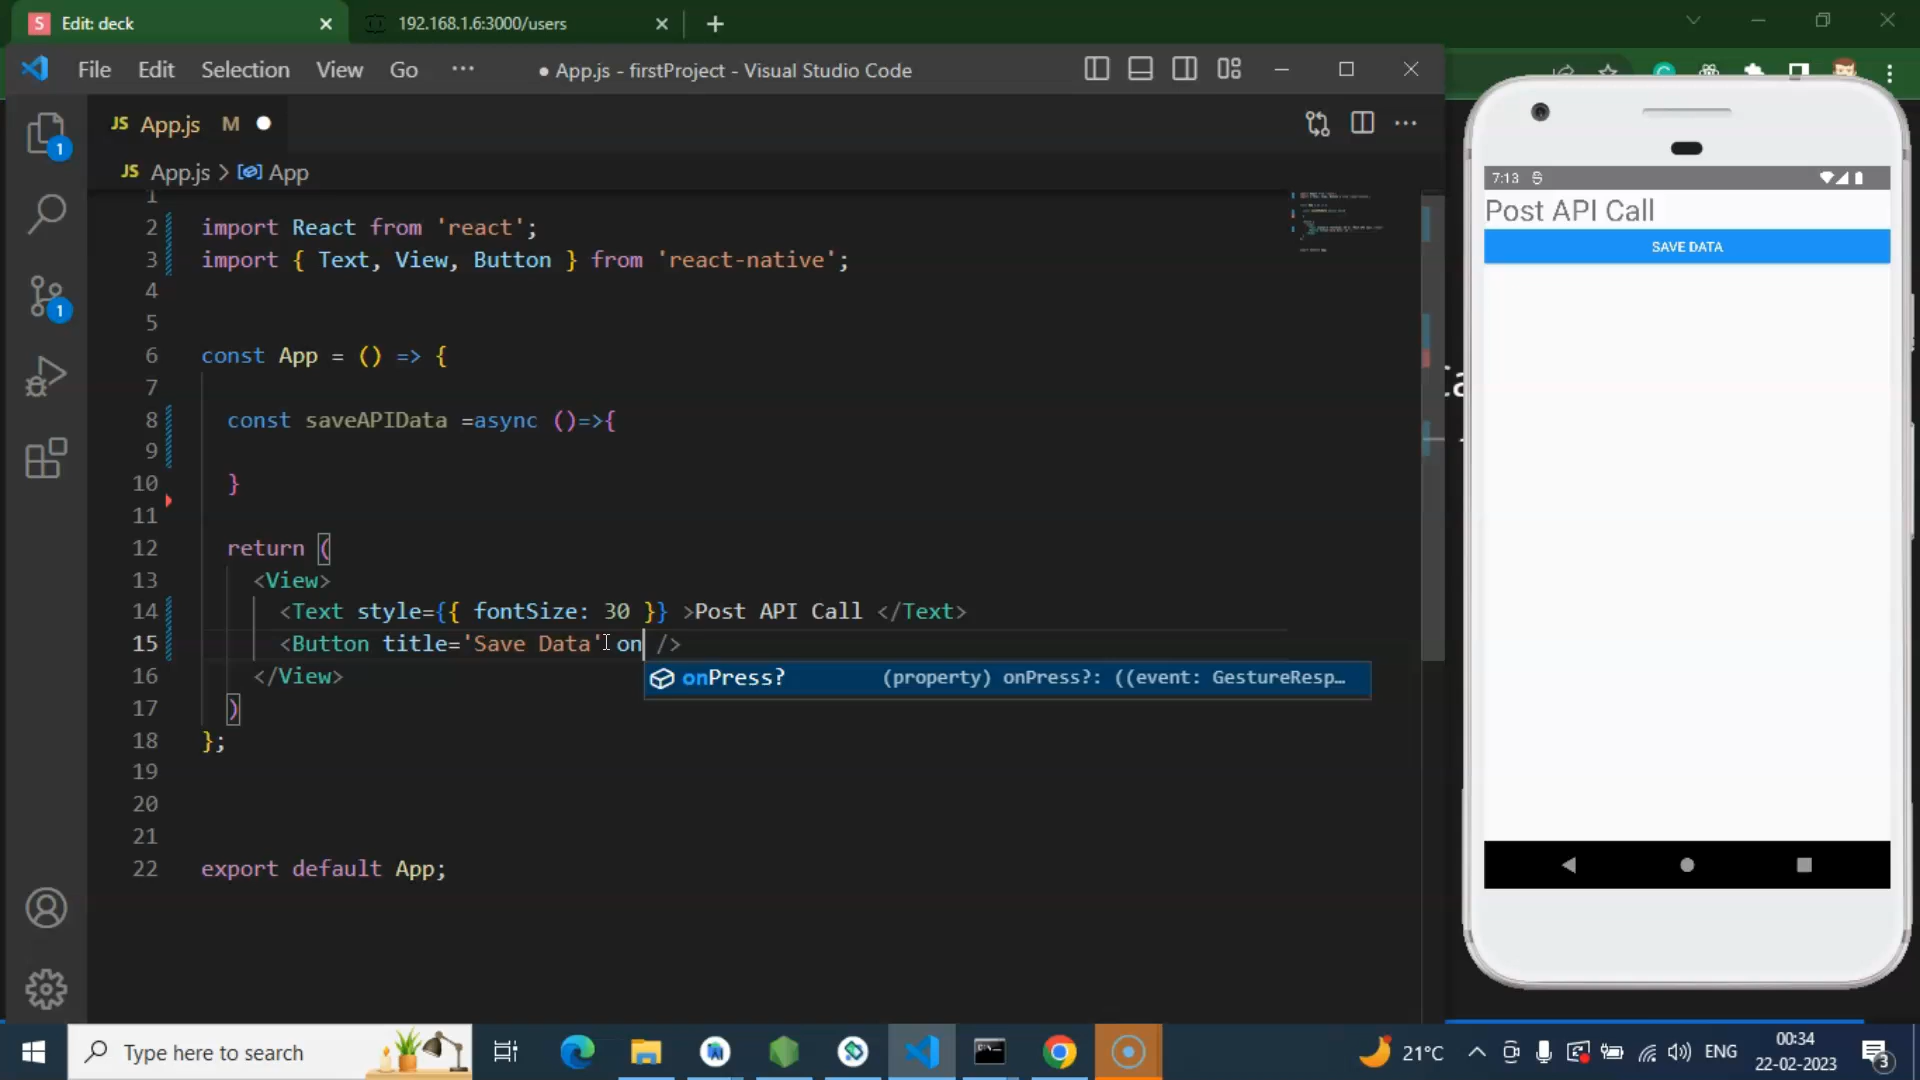 S Edit: deck
192.168.1.6:3000/users
File Edit Selection View Go ··· ● App.js - firstProject - Visual Studio Code
JS App.js M
JS App.js > App
1
2 import React from 'react';
3 import { Text, View, Button } from 'react-native';
4
5
6 const App = () => {
7
8 const saveAPIData =async ()=>{
9
10 }
11
12 return (
13 <View>
14 <Text style={{ fontSize: 30 }} >Post API Call </Text>
15 <Button title='Save Data' on />
onPress? (property) onPress?: ((event: GestureResp…
16 </View>
17 )
18 };
19
20
21
22 export default App;
1
1
7:13
Post API Call
SAVE DATA
Type here to search
21°C
ENG
00:34
22-02-2023
3